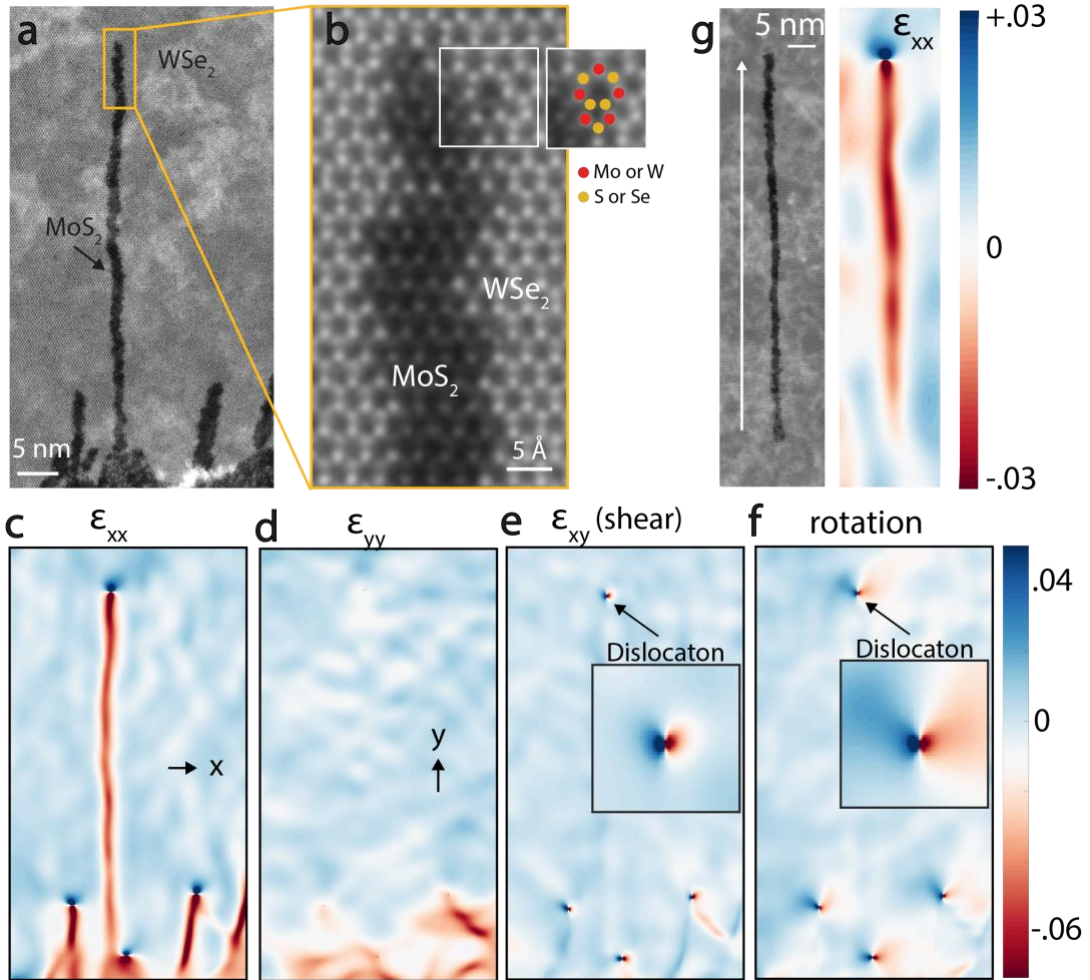 a
WSe2
MoS2
5 nm
b
Mo or W
S or Se
WSe2
MoS2
5 Å
g
5 nm
εxx
+.03
0
-.03
c
εxx
x
d
εyy
y
e
εxy (shear)
Dislocaton
f
rotation
Dislocaton
.04
0
-.06